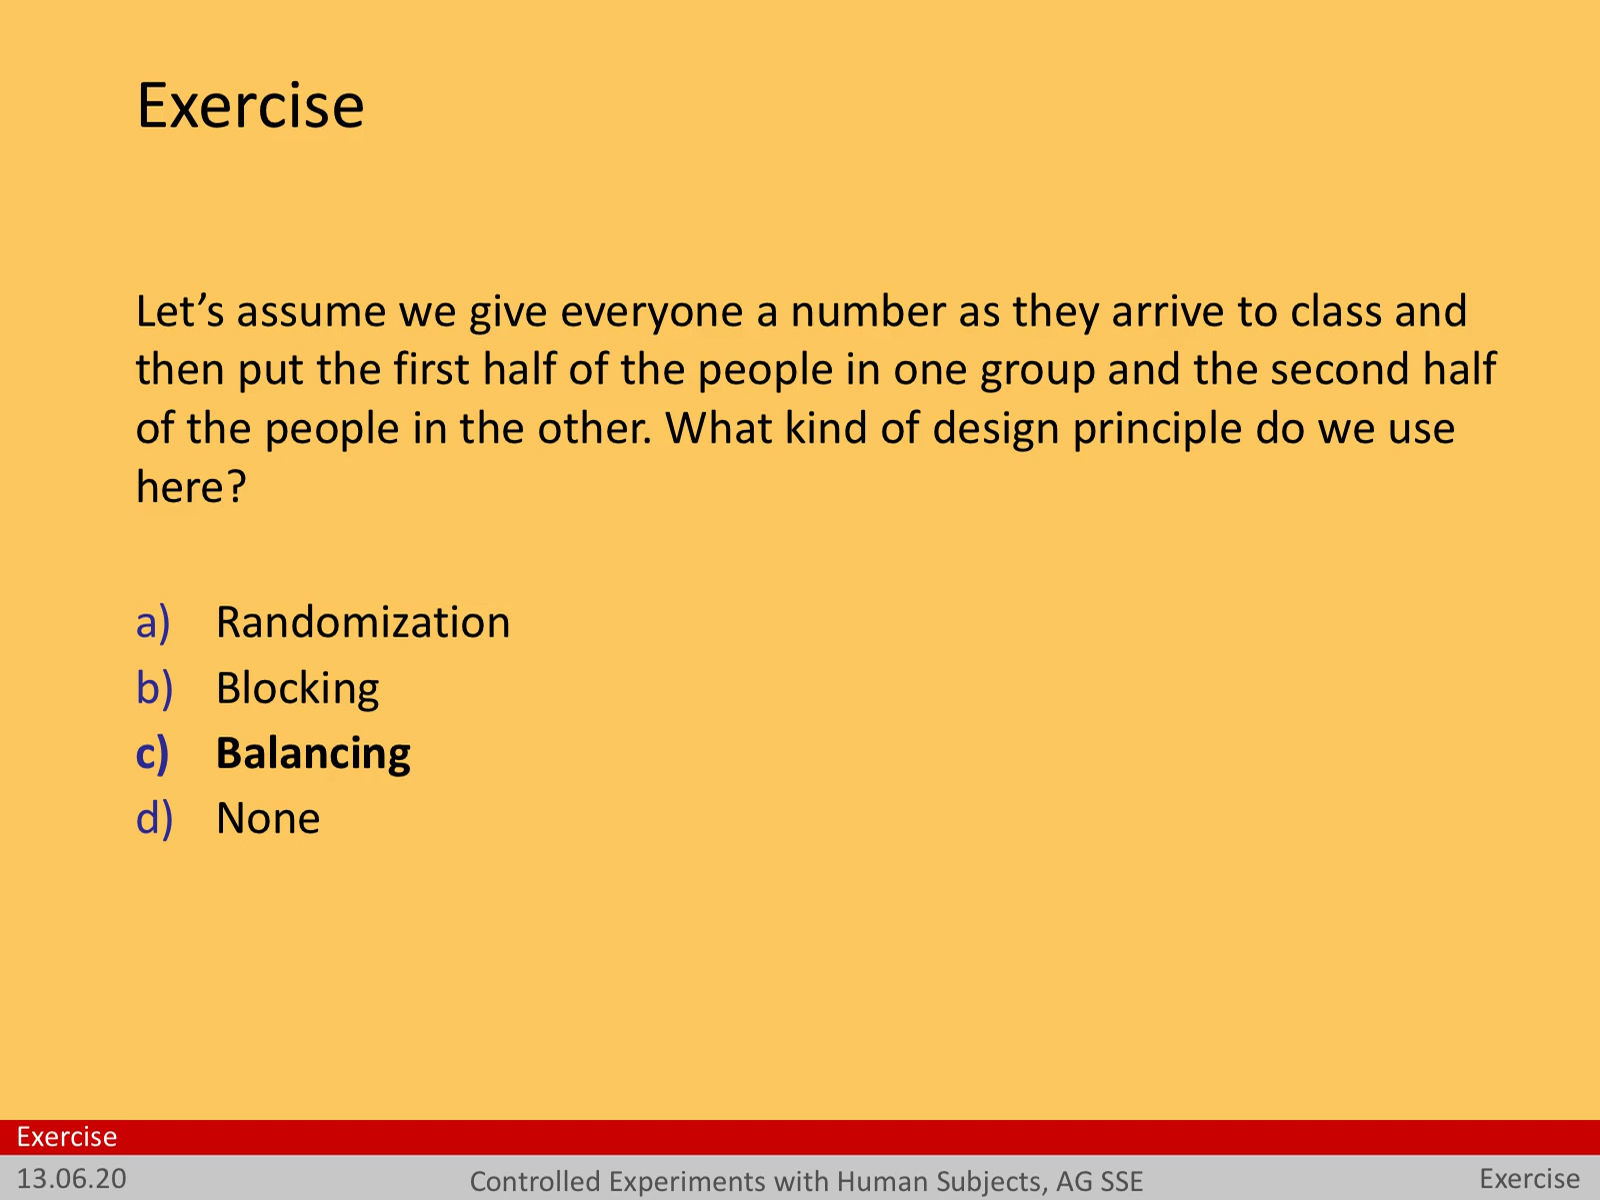 Exercise
Let’s assume we give everyone a number as they arrive to class and
then put the first half of the people in one group and the second half
of the people in the other. What kind of design principle do we use
here?
a) Randomization
b) Blocking
c) Balancing
d) None
Exercise
13.06.20 Controlled Experiments with Human Subjects, AG SSE Exercise